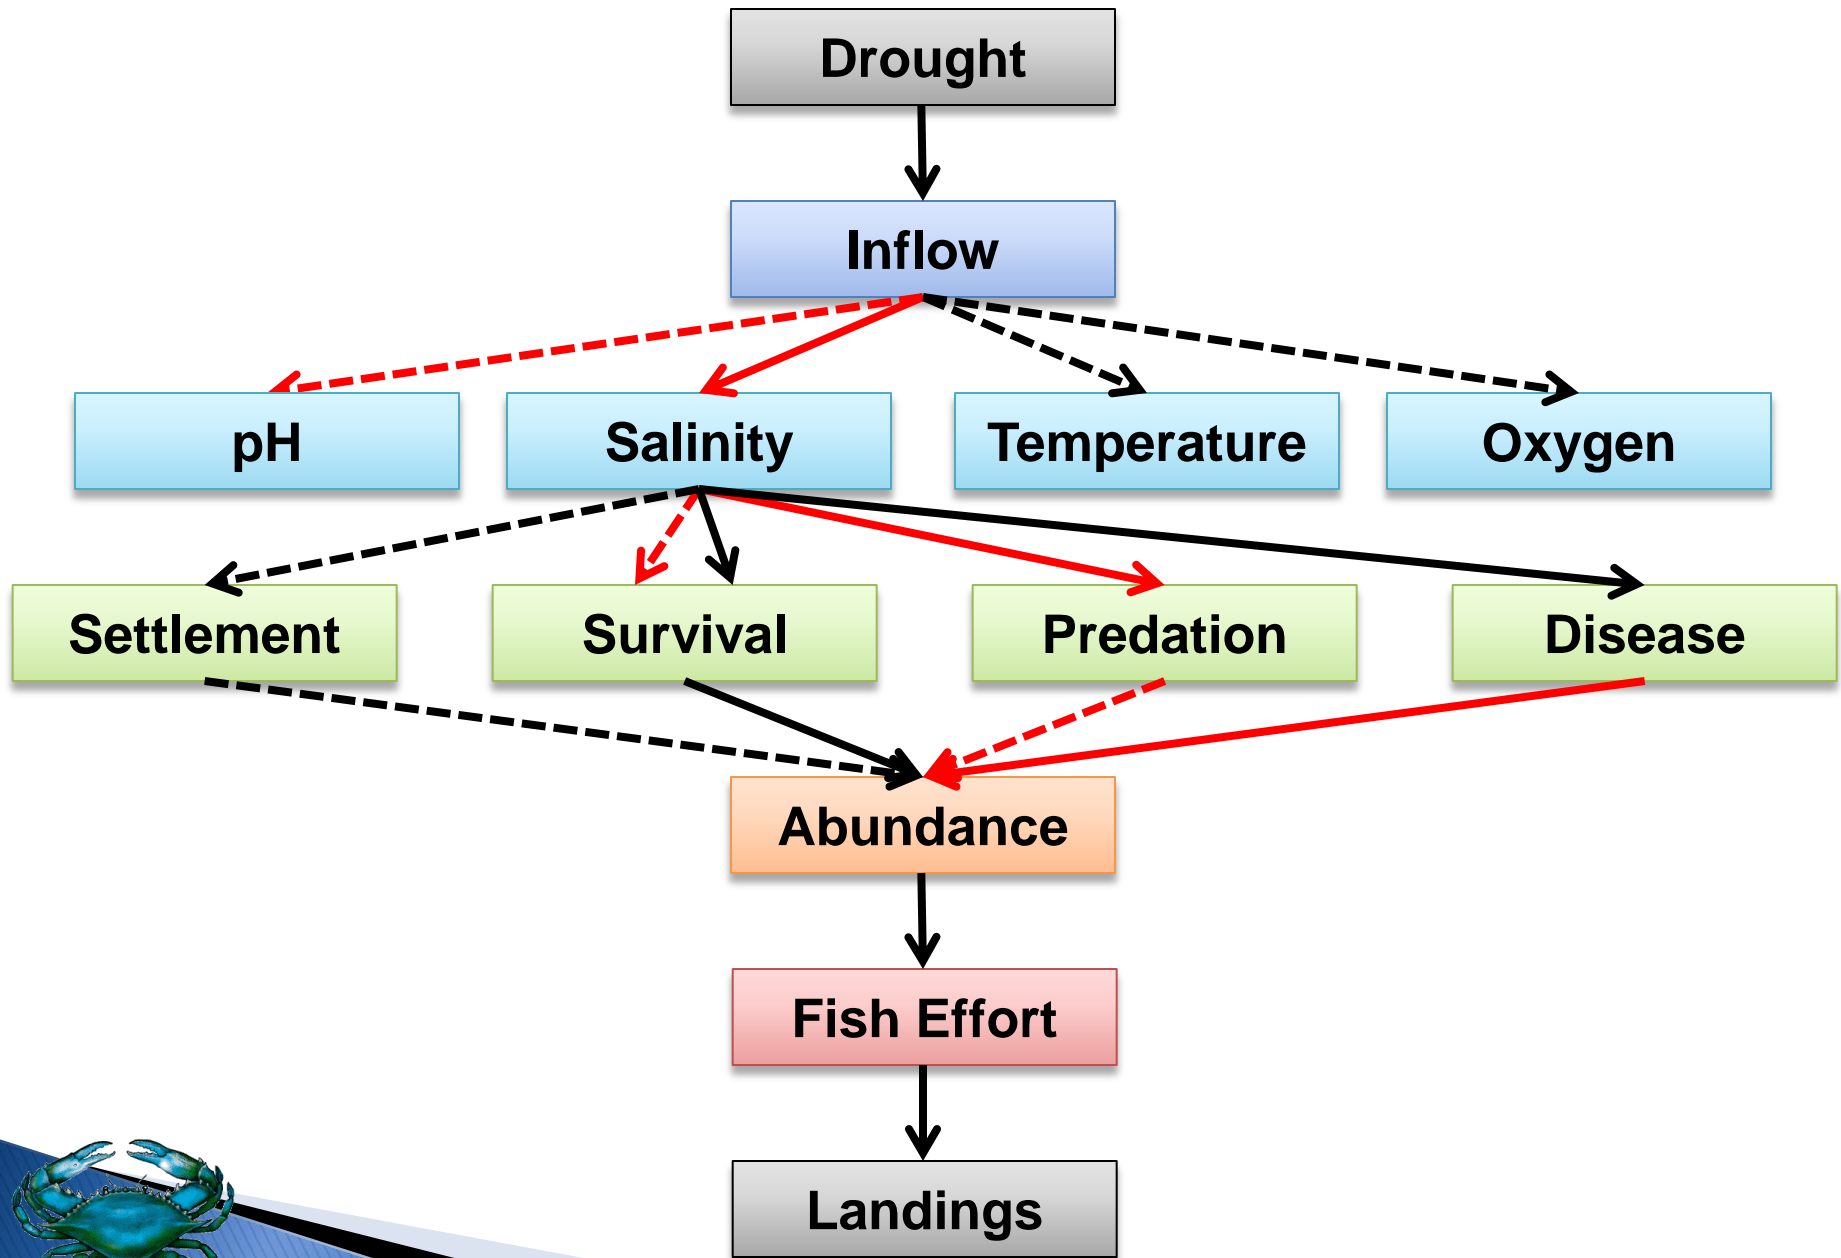 Drought
Inflow
pH
Salinity
Temperature
Oxygen
Settlement
Survival
Predation
Disease
Abundance
Fish Effort
Landings